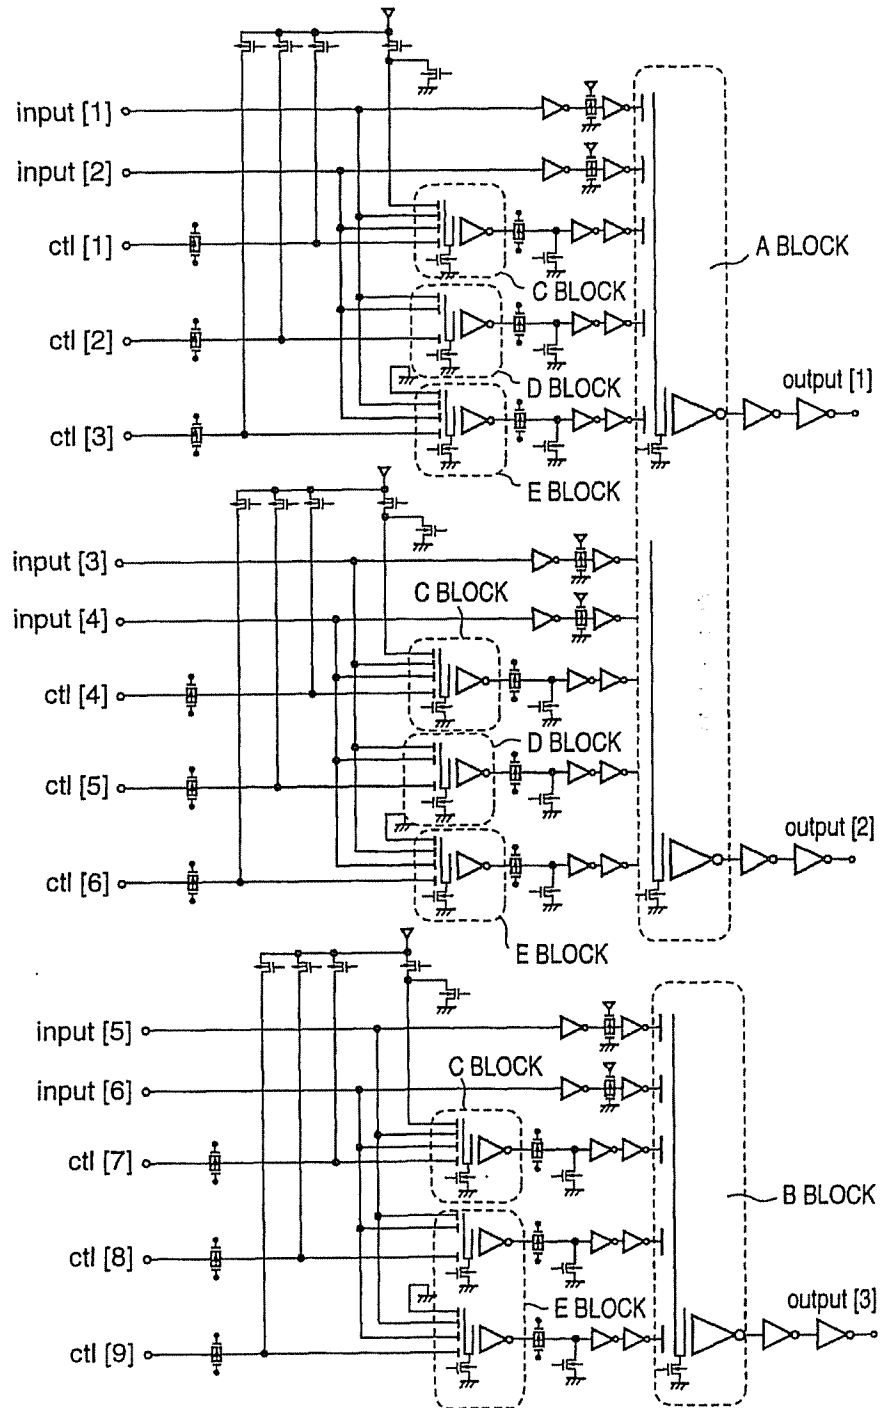 input [1]
input [2]
ctl [1]
A BLOCK
C BLOCK
ctl [2]
D BLOCK
output [1]
ctl [3]
E BLOCK
input [3]
C BLOCK
input [4]
ctl [4]
D BLOCK
ctl [5]
output [2]
ctl [6]
E BLOCK
input [5]
C BLOCK
input [6]
ctl [7]
B BLOCK
ctl [8]
E BLOCK
output [3]
ctl [9]